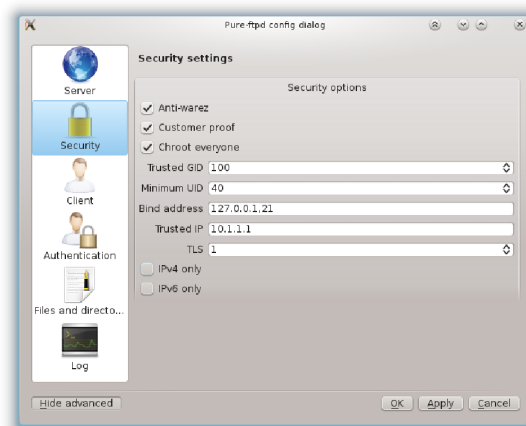 Pure-ftpd config dialog
Server
Security
Client
Authentication
Files and directo...
Log
Security settings
Security options
Anti-warez
Customer proof
Chroot everyone
Trusted GID 100
Minimum UID 40
Bind address 127.0.0.1,21
Trusted IP 10.1.1.1
TLS 1
IPv4 only
IPv6 only
Hide advanced
OK
Apply
Cancel